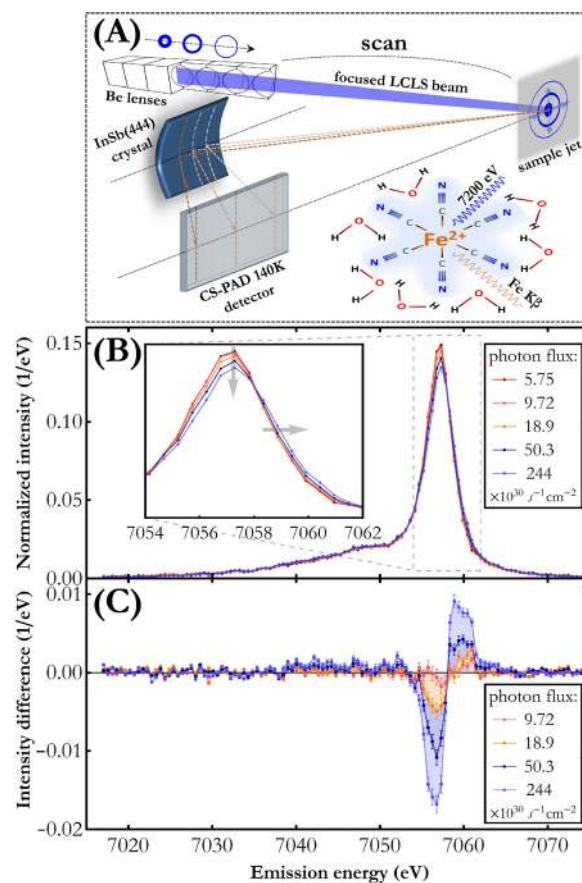 (A)
scan
focused LCLS beam
Be lenses
InSb(444)
crystal
sample jet
CS-PAD 140K
detector
7200 eV
Fe Kβ
Fe2+
N
C
N
C
N
C
N
C
N
C
N
C
H O H
H O H
H O H
H O H
H O H
H O H
H O H
(B)
Normalized intensity (1/eV)
0.15
0.10
0.05
0.00
7054 7056 7058 7060 7062
photon flux:
5.75
9.72
18.9
50.3
244
×10³⁰ s⁻¹cm⁻²
(C)
Intensity difference (1/eV)
0.01
0.00
−0.01
−0.02
photon flux:
9.72
18.9
50.3
244
×10³⁰ s⁻¹cm⁻²
7020 7030 7040 7050 7060 7070
Emission energy (eV)